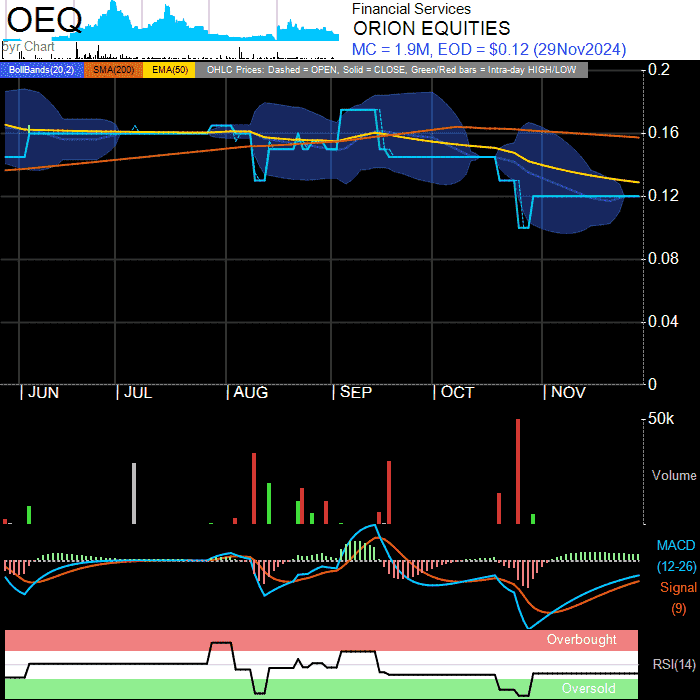 OEQ
Financial Services
ORION EQUITIES
byr Chart
MC = 1.9M, EOD = $0.12 (29Nov2024)
BollBands(20,2) SMA(200) EMA(50) OHLC Prices: Dashed = OPEN, Solid = CLOSE, Green/Red bars = Intra-day HIGH/LOW
0.2
0.16
0.12
0.08
0.04
0
JUN JUL AUG SEP OCT NOV
50k
Volume
MACD
(12-26)
Signal
(9)
Overbought
RSI(14)
Oversold